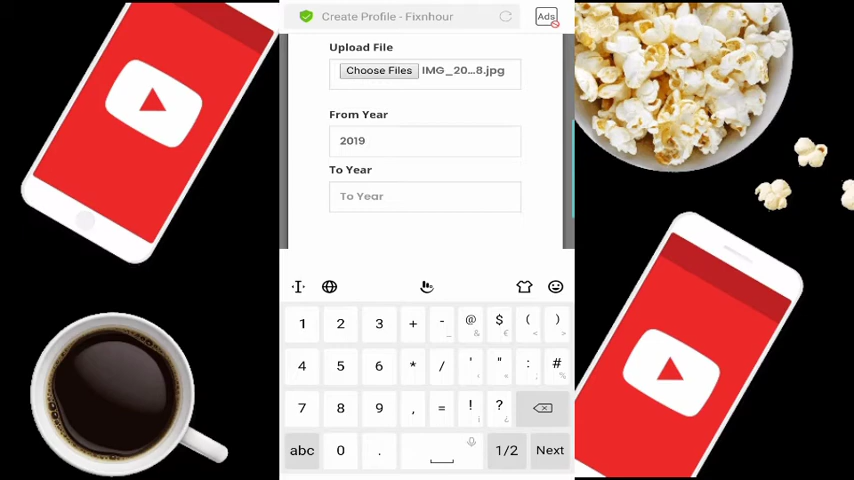 Create Profile - Fixnhour
Ads
Upload File
Choose Files IMG_20...8.jpg
From Year
2019
To Year
To Year
1 2 3 + - _ @ & $ € ( < ) >
4 5 6 * / ' " : ; # %
7 8 9 , = ! ¡ ? ¿
abc 0 . 1/2 Next